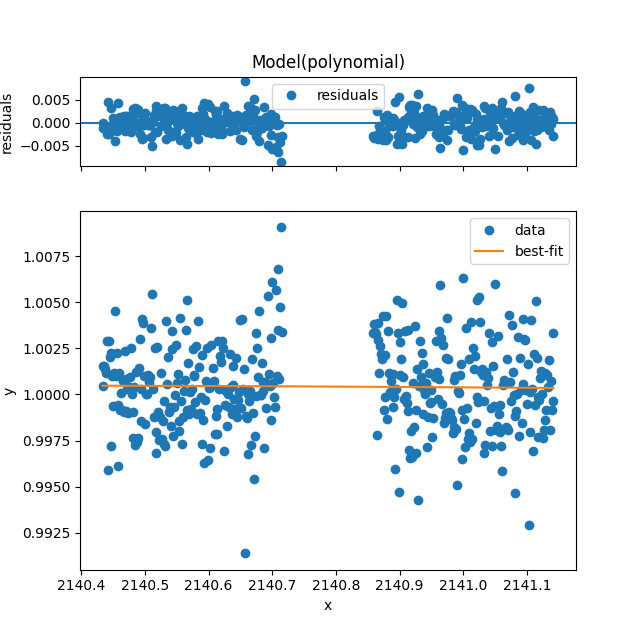 Model(polynomial)
residuals
0.005
0.000
−0.005
residuals
1.0075
1.0050
1.0025
1.0000
0.9975
0.9950
0.9925
y
data
best-fit
2140.4 2140.5 2140.6 2140.7 2140.8 2140.9 2141.0 2141.1
x